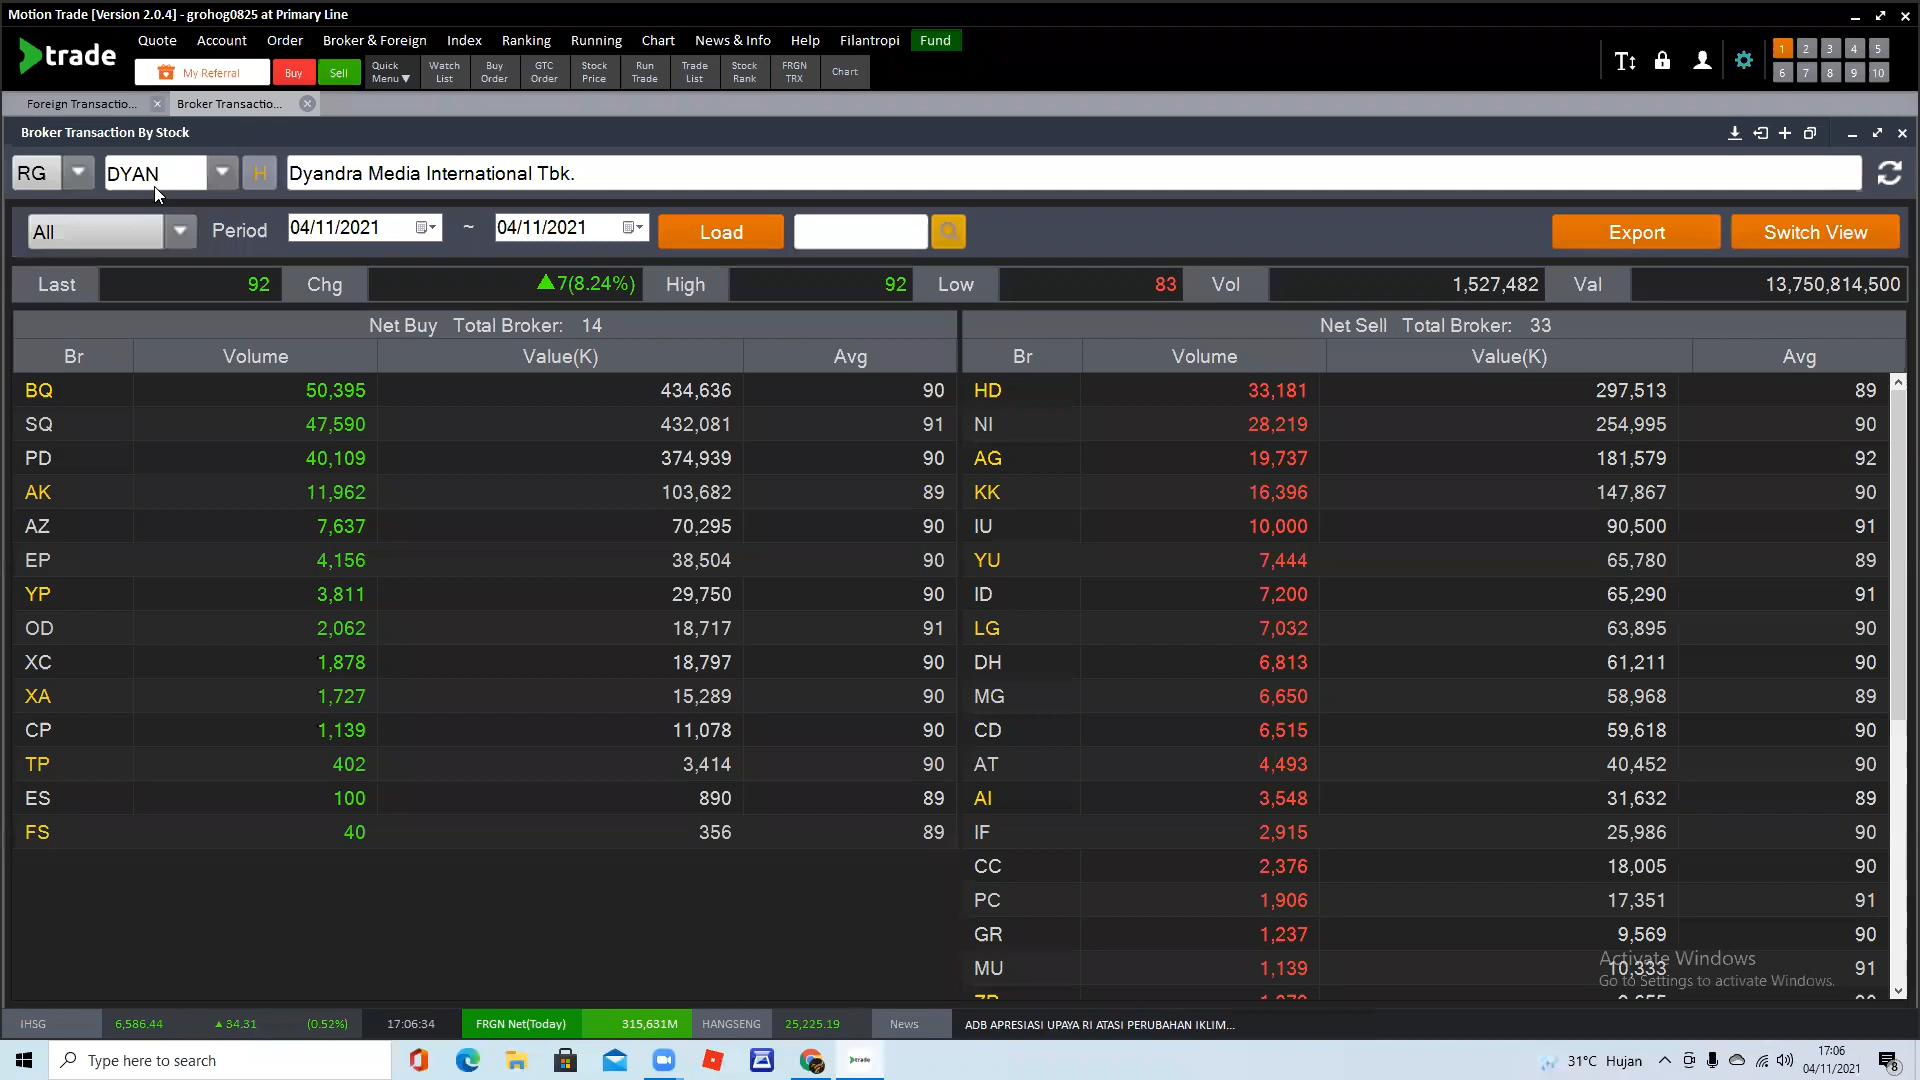 Motion Trade [Version 2.0.4] - grohog0825 at Primary Line
trade
Quote Account Order Broker & Foreign Index Ranking Running Chart News & Info Help Filantropi Fund
My Referral Buy Sell Quick Menu▼ Watch List Buy Order GTC Order Stock Price Run Trade Trade List Stock Rank FRGN TRX Chart
1 2 3 4 5
6 7 8 9 10
Foreign Transactio... Broker Transactio...
Broker Transaction By Stock
RG DYAN H Dyandra Media International Tbk.
All Period 04/11/2021 ~ 04/11/2021 Load Export Switch View
Last 92 Chg ▲7(8.24%) High 92 Low 83 Vol 1,527,482 Val 13,750,814,500
Net Buy Total Broker: 14 Net Sell Total Broker: 33
Br Volume Value(K) Avg Br Volume Value(K) Avg
BQ 50,395 434,636 90 HD 33,181 297,513 89
SQ 47,590 432,081 91 NI 28,219 254,995 90
PD 40,109 374,939 90 AG 19,737 181,579 92
AK 11,962 103,682 89 KK 16,396 147,867 90
AZ 7,637 70,295 90 IU 10,000 90,500 91
EP 4,156 38,504 90 YU 7,444 65,780 89
YP 3,811 29,750 90 ID 7,200 65,290 91
OD 2,062 18,717 91 LG 7,032 63,895 90
XC 1,878 18,797 90 DH 6,813 61,211 90
XA 1,727 15,289 90 MG 6,650 58,968 89
CP 1,139 11,078 90 CD 6,515 59,618 90
TP 402 3,414 90 AT 4,493 40,452 90
ES 100 890 89 AI 3,548 31,632 89
FS 40 356 89 IF 2,915 25,986 90
CC 2,376 18,005 90
PC 1,906 17,351 91
GR 1,237 9,569 90
MU 1,139 10,333 91
Activate Windows
Go to Settings to activate Windows.
IHSG 6,586.44 ▲34.31 (0.52%) 17:06:34 FRGN Net(Today) 315,631M HANGSENG 25,225.19 News ADB APRESIASI UPAYA RI ATASI PERUBAHAN IKLIM...
Type here to search trade 31°C Hujan 17:06
04/11/2021 8